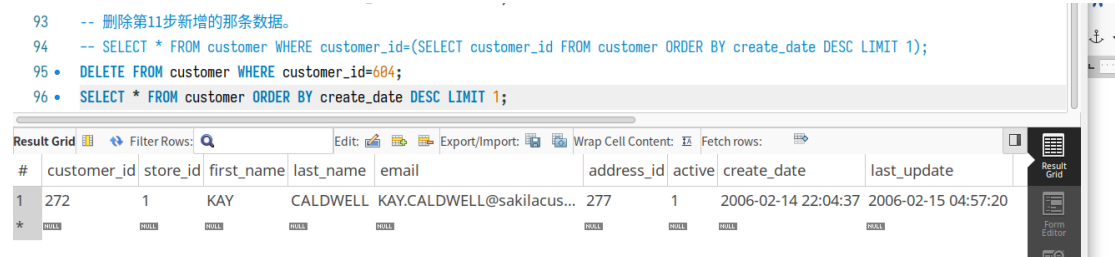 93 -- 删除第11步新增的那条数据。
94 -- SELECT * FROM customer WHERE customer_id=(SELECT customer_id FROM customer ORDER BY create_date DESC LIMIT 1);
95 DELETE FROM customer WHERE customer_id=604;
96 SELECT * FROM customer ORDER BY create_date DESC LIMIT 1;
Result Grid Filter Rows: Edit: Export/Import: Wrap Cell Content: Fetch rows:
# customer_id store_id first_name last_name email address_id active create_date last_update
1 272 1 KAY CALDWELL KAY.CALDWELL@sakilacus... 277 1 2006-02-14 22:04:37 2006-02-15 04:57:20
* NULL NULL NULL NULL NULL NULL NULL NULL NULL
Result
Grid
Form
Editor